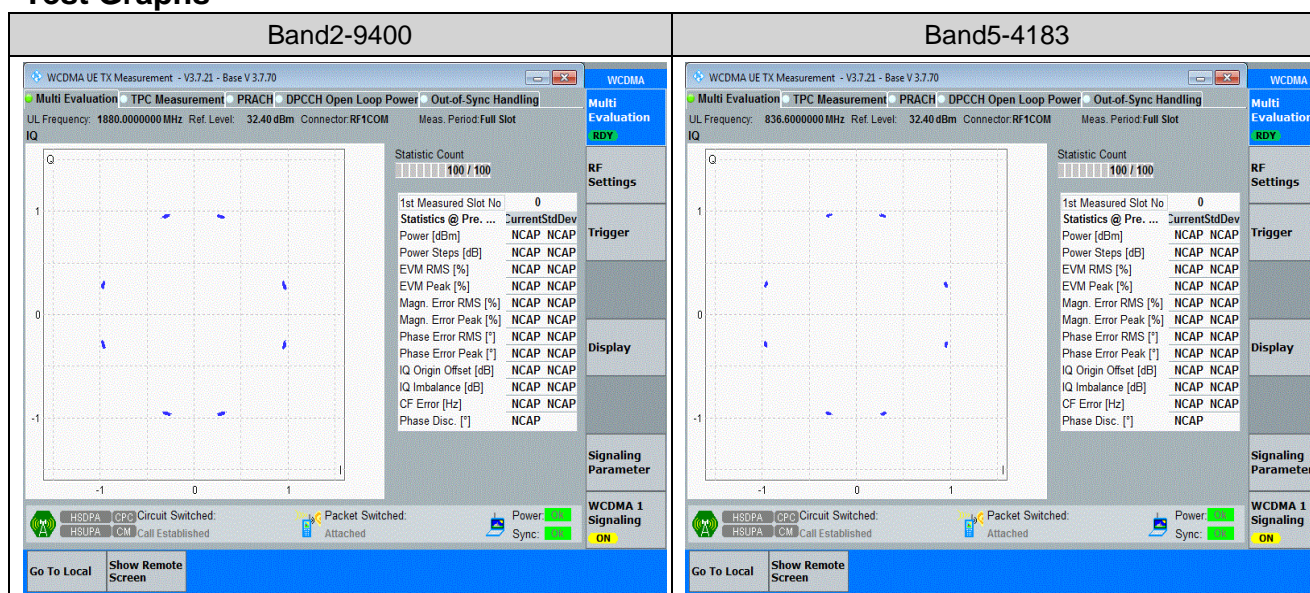 Test Graphs
Band2-9400
Band5-4183
WCDMA UE TX Measurement - V3.7.21 - Base V 3.7.70
WCDMA
Multi Evaluation TPC Measurement PRACH DPCCH Open Loop Power Out-of-Sync Handling
UL Frequency: 1880.0000000 MHz Ref. Level: 32.40 dBm Connector:RF1COM Meas. Period:Full Slot
IQ
Multi Evaluation
RDY
RF Settings
Trigger
Display
Signaling Parameter
WCDMA 1 Signaling
ON
Q
1
0
-1
-1 0 1
I
Statistic Count
100 / 100
1st Measured Slot No 0
Statistics @ Pre. ... CurrentStdDev
Power [dBm] NCAP NCAP
Power Steps [dB] NCAP NCAP
EVM RMS [%] NCAP NCAP
EVM Peak [%] NCAP NCAP
Magn. Error RMS [%] NCAP NCAP
Magn. Error Peak [%] NCAP NCAP
Phase Error RMS [°] NCAP NCAP
Phase Error Peak [°] NCAP NCAP
IQ Origin Offset [dB] NCAP NCAP
IQ Imbalance [dB] NCAP NCAP
CF Error [Hz] NCAP NCAP
Phase Disc. [°] NCAP
HSDPA CPC Circuit Switched: Packet Switched: Power: OK
HSUPA CM Call Established Attached Sync: OK
Go To Local
Show Remote Screen
WCDMA UE TX Measurement - V3.7.21 - Base V 3.7.70
WCDMA
Multi Evaluation TPC Measurement PRACH DPCCH Open Loop Power Out-of-Sync Handling
UL Frequency: 836.6000000 MHz Ref. Level: 32.40 dBm Connector:RF1COM Meas. Period:Full Slot
IQ
Multi Evaluation
RDY
RF Settings
Trigger
Display
Signaling Parameter
WCDMA 1 Signaling
ON
Q
1
0
-1
-1 0 1
I
Statistic Count
100 / 100
1st Measured Slot No 0
Statistics @ Pre. ... CurrentStdDev
Power [dBm] NCAP NCAP
Power Steps [dB] NCAP NCAP
EVM RMS [%] NCAP NCAP
EVM Peak [%] NCAP NCAP
Magn. Error RMS [%] NCAP NCAP
Magn. Error Peak [%] NCAP NCAP
Phase Error RMS [°] NCAP NCAP
Phase Error Peak [°] NCAP NCAP
IQ Origin Offset [dB] NCAP NCAP
IQ Imbalance [dB] NCAP NCAP
CF Error [Hz] NCAP NCAP
Phase Disc. [°] NCAP
HSDPA CPC Circuit Switched: Packet Switched: Power: OK
HSUPA CM Call Established Attached Sync: OK
Go To Local
Show Remote Screen